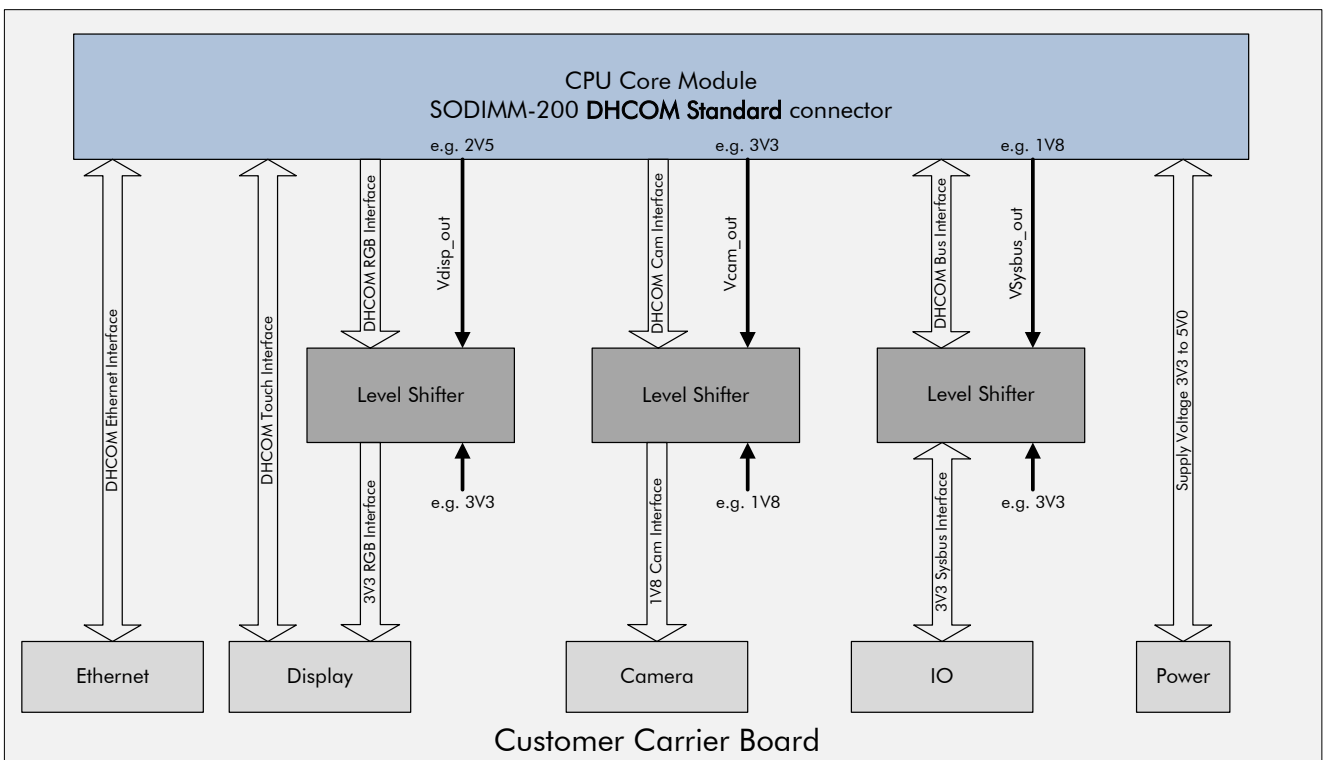 CPU Core Module
SODIMM-200 DHCOM Standard connector
e.g. 2V5
e.g. 3V3
e.g. 1V8
DHCOM Ethernet Interface
DHCOM Touch Interface
DHCOM RGB Interface
Vdisp_out
DHCOM Cam Interface
Vcam_out
DHCOM Bus Interface
VSysbus_out
Supply Voltage 3V3 to 5V0
Level Shifter
Level Shifter
Level Shifter
3V3 RGB Interface
e.g. 3V3
1V8 Cam Interface
e.g. 1V8
3V3 Sysbus Interface
e.g. 3V3
Ethernet
Display
Camera
IO
Power
Customer Carrier Board